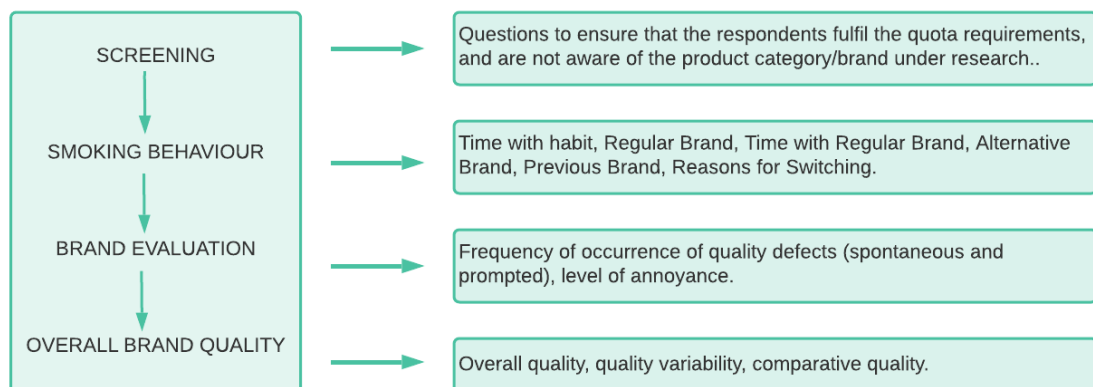 SCREENING
Questions to ensure that the respondents fulfil the quota requirements,
and are not aware of the product category/brand under research..
SMOKING BEHAVIOUR
Time with habit, Regular Brand, Time with Regular Brand, Alternative
Brand, Previous Brand, Reasons for Switching.
BRAND EVALUATION
Frequency of occurrence of quality defects (spontaneous and
prompted), level of annoyance.
OVERALL BRAND QUALITY
Overall quality, quality variability, comparative quality.